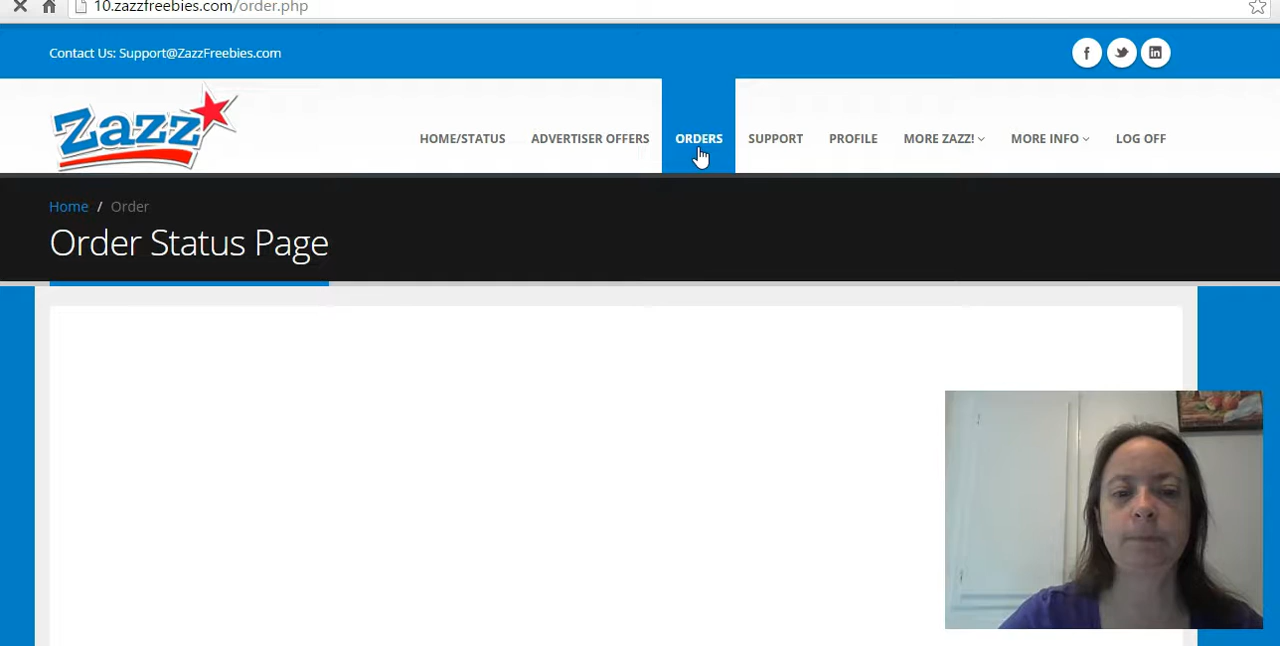 10.zazzfreebies.com/order.php
Contact Us: Support@ZazzFreebies.com
Zazz
HOME/STATUS ADVERTISER OFFERS ORDERS SUPPORT PROFILE MORE ZAZZ! MORE INFO LOG OFF
Home / Order
Order Status Page